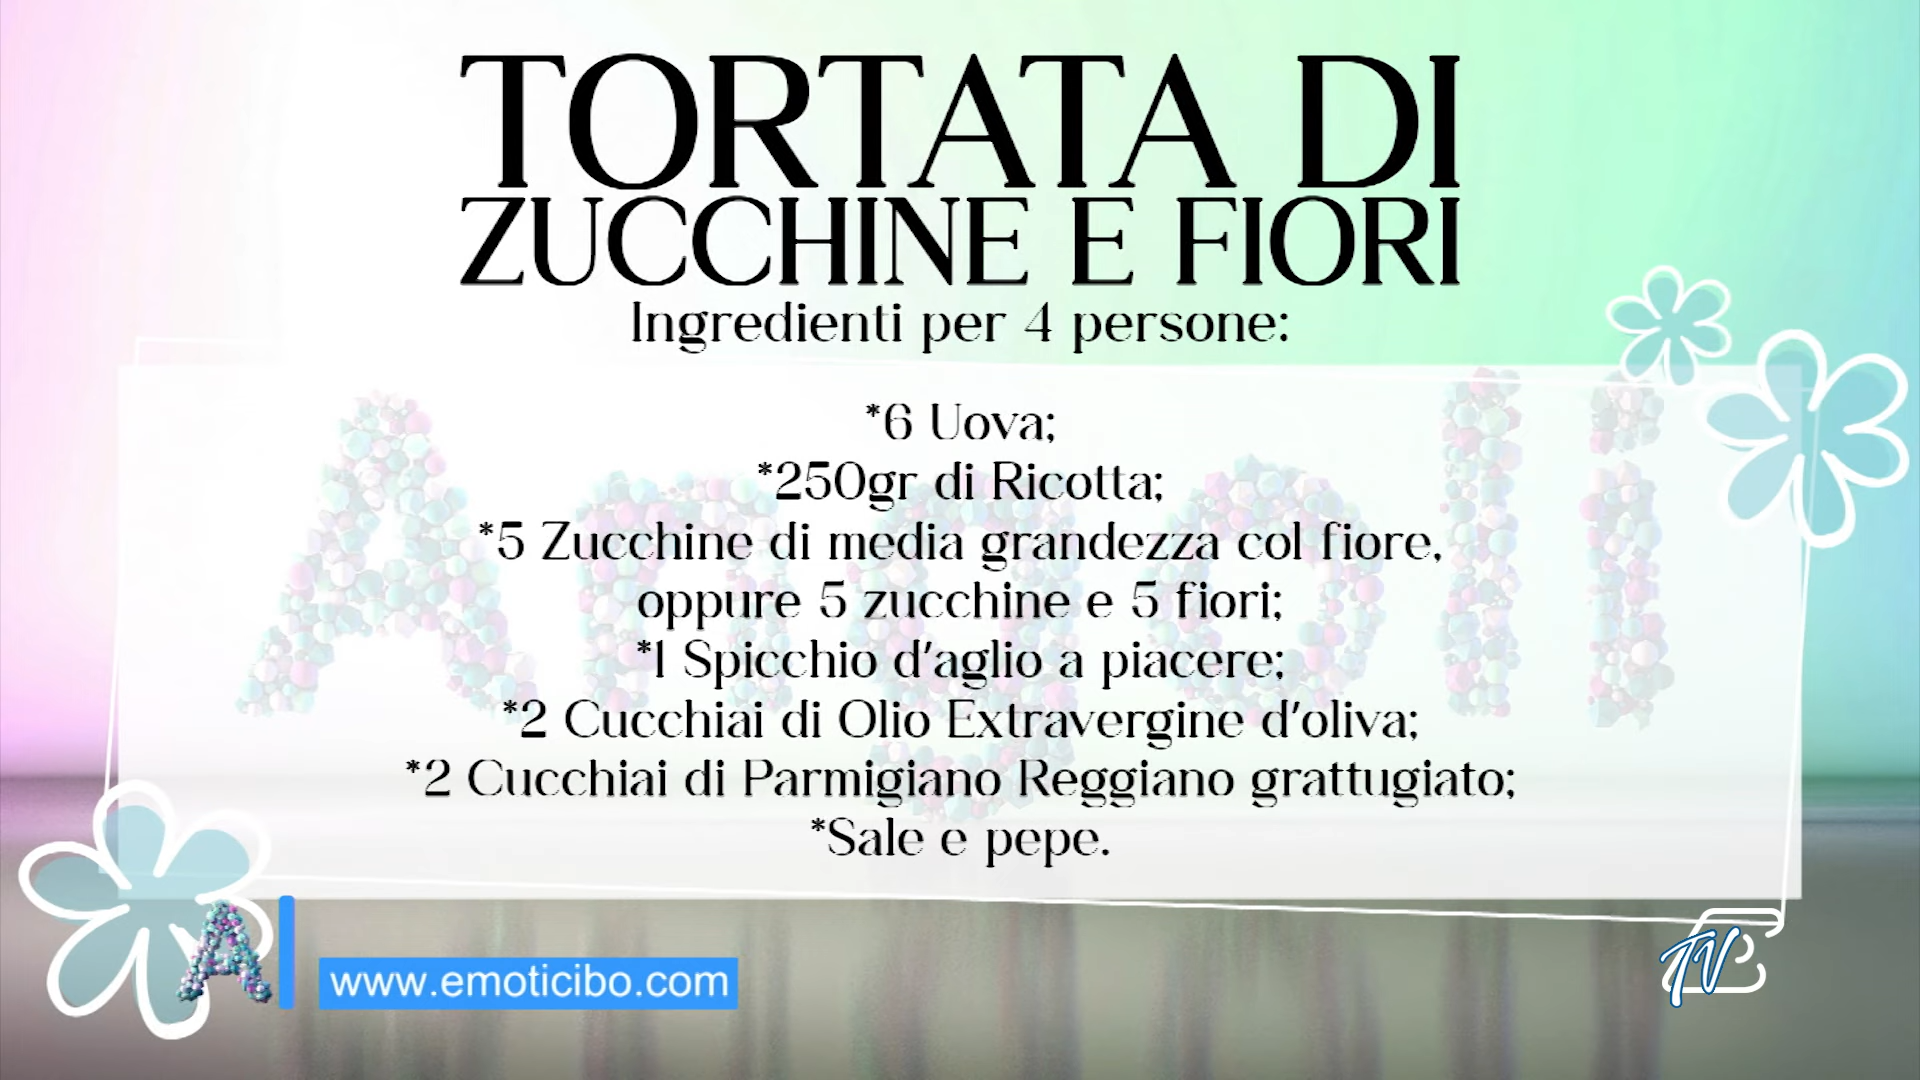 TORTATA DI
ZUCCHINE E FIORI
Ingredienti per 4 persone:
*6 Uova;
*250gr di Ricotta;
*5 Zucchine di media grandezza col fiore,
oppure 5 zucchine e 5 fiori;
*1 Spicchio d'aglio a piacere;
*2 Cucchiai di Olio Extravergine d'oliva;
*2 Cucchiai di Parmigiano Reggiano grattugiato;
*Sale e pepe.
Angoli
A
www.emoticibo.com
TV